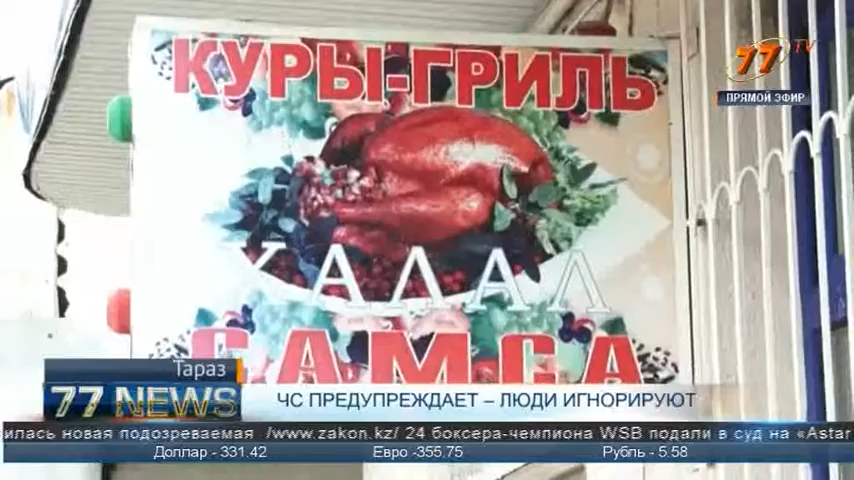 КУРЫ-ГРИЛЬ
77 TV
ПРЯМОЙ ЭФИР
ХАДАЛ
САМСА
Тараз
77 NEWS
ЧС ПРЕДУПРЕЖДАЕТ – ЛЮДИ ИГНОРИРУЮТ
илась новая подозреваемая /www.zakon.kz/ 24 боксера-чемпиона WSB подали в суд на «Astar
Доллар - 331.42 Евро -355.75 Рубль - 5.58